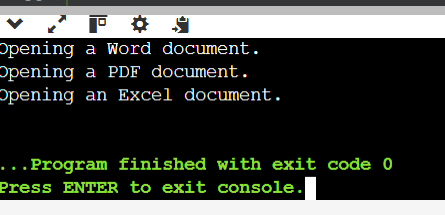 Opening a Word document.
Opening a PDF document.
Opening an Excel document.
...Program finished with exit code 0
Press ENTER to exit console.